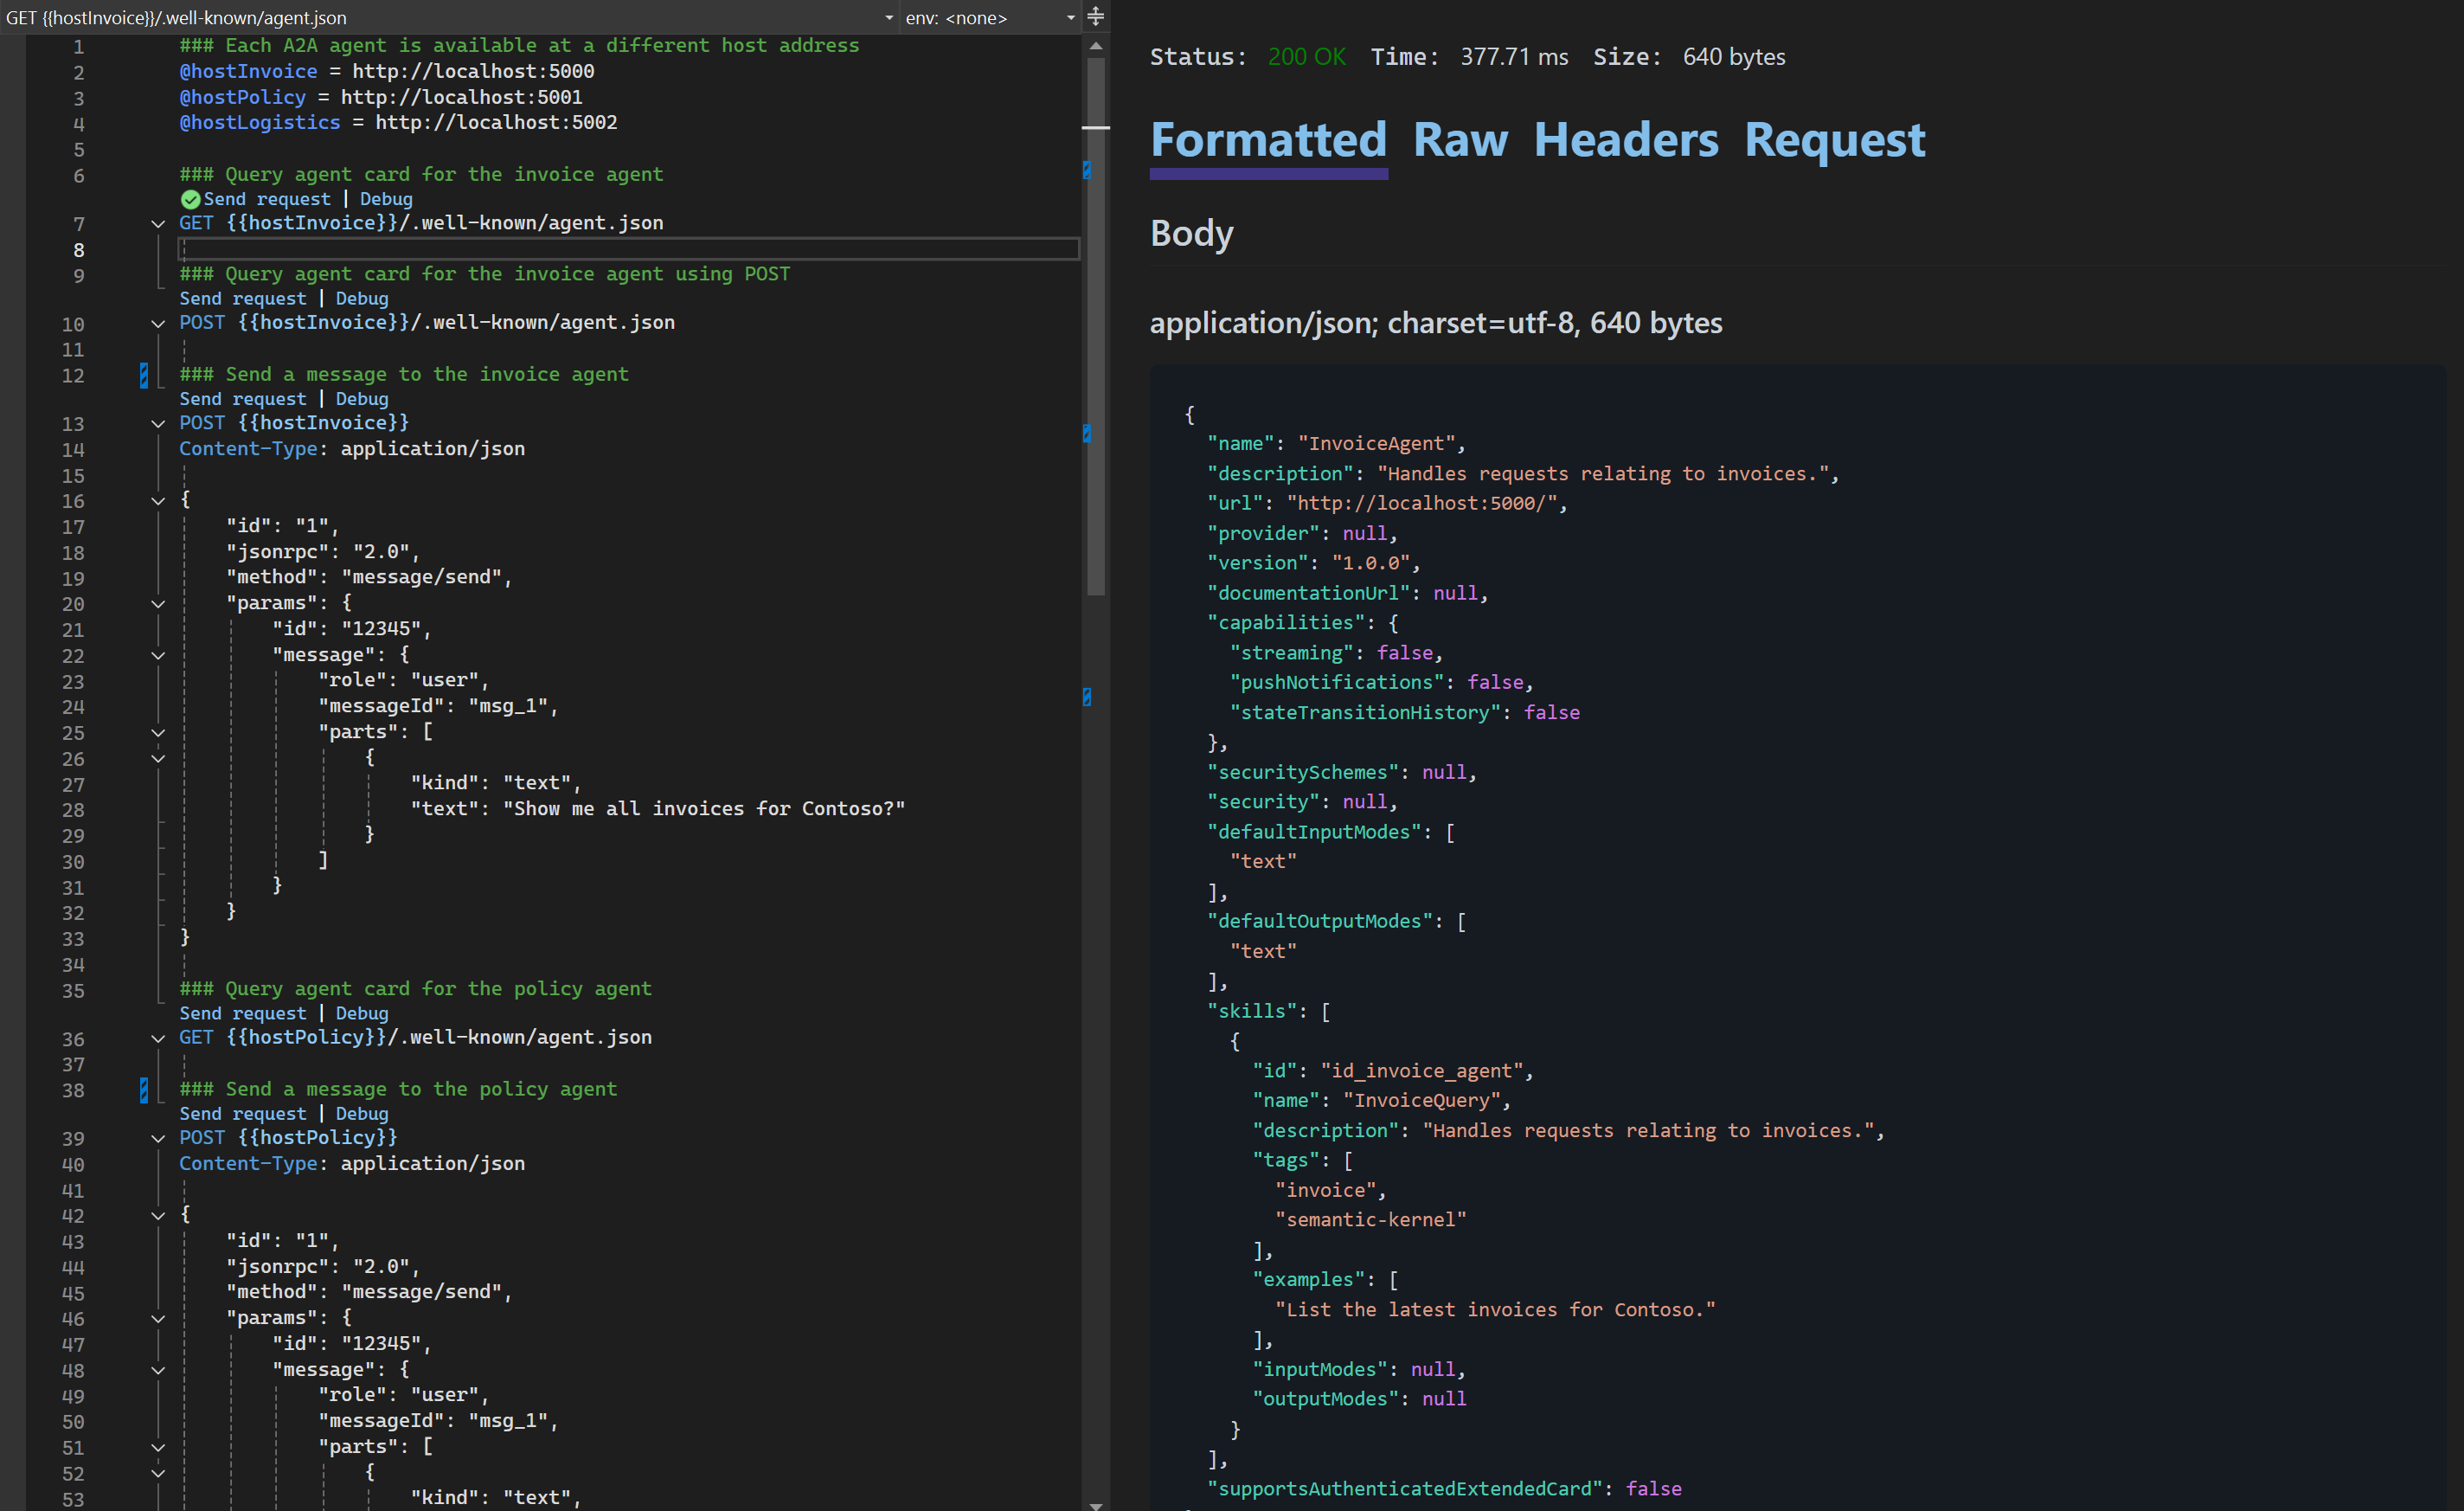 GET {{hostInvoice}}/.well-known/agent.json
env: <none>
1 ### Each A2A agent is available at a different host address
2 @hostInvoice = http://localhost:5000
3 @hostPolicy = http://localhost:5001
4 @hostLogistics = http://localhost:5002
5
6 ### Query agent card for the invoice agent
Send request | Debug
7 GET {{hostInvoice}}/.well-known/agent.json
8
9 ### Query agent card for the invoice agent using POST
Send request | Debug
10 POST {{hostInvoice}}/.well-known/agent.json
11
12 ### Send a message to the invoice agent
Send request | Debug
13 POST {{hostInvoice}}
14 Content-Type: application/json
15
16 {
17 "id": "1",
18 "jsonrpc": "2.0",
19 "method": "message/send",
20 "params": {
21 "id": "12345",
22 "message": {
23 "role": "user",
24 "messageId": "msg_1",
25 "parts": [
26 {
27 "kind": "text",
28 "text": "Show me all invoices for Contoso?"
29 }
30 ]
31 }
32 }
33 }
34
35 ### Query agent card for the policy agent
Send request | Debug
36 GET {{hostPolicy}}/.well-known/agent.json
37
38 ### Send a message to the policy agent
Send request | Debug
39 POST {{hostPolicy}}
40 Content-Type: application/json
41
42 {
43 "id": "1",
44 "jsonrpc": "2.0",
45 "method": "message/send",
46 "params": {
47 "id": "12345",
48 "message": {
49 "role": "user",
50 "messageId": "msg_1",
51 "parts": [
52 {
53 "kind": "text",
Status: 200 OK Time: 377.71 ms Size: 640 bytes
Formatted Raw Headers Request
Body
application/json; charset=utf-8, 640 bytes
{
"name": "InvoiceAgent",
"description": "Handles requests relating to invoices.",
"url": "http://localhost:5000/",
"provider": null,
"version": "1.0.0",
"documentationUrl": null,
"capabilities": {
"streaming": false,
"pushNotifications": false,
"stateTransitionHistory": false
},
"securitySchemes": null,
"security": null,
"defaultInputModes": [
"text"
],
"defaultOutputModes": [
"text"
],
"skills": [
{
"id": "id_invoice_agent",
"name": "InvoiceQuery",
"description": "Handles requests relating to invoices.",
"tags": [
"invoice",
"semantic-kernel"
],
"examples": [
"List the latest invoices for Contoso."
],
"inputModes": null,
"outputModes": null
}
],
"supportsAuthenticatedExtendedCard": false